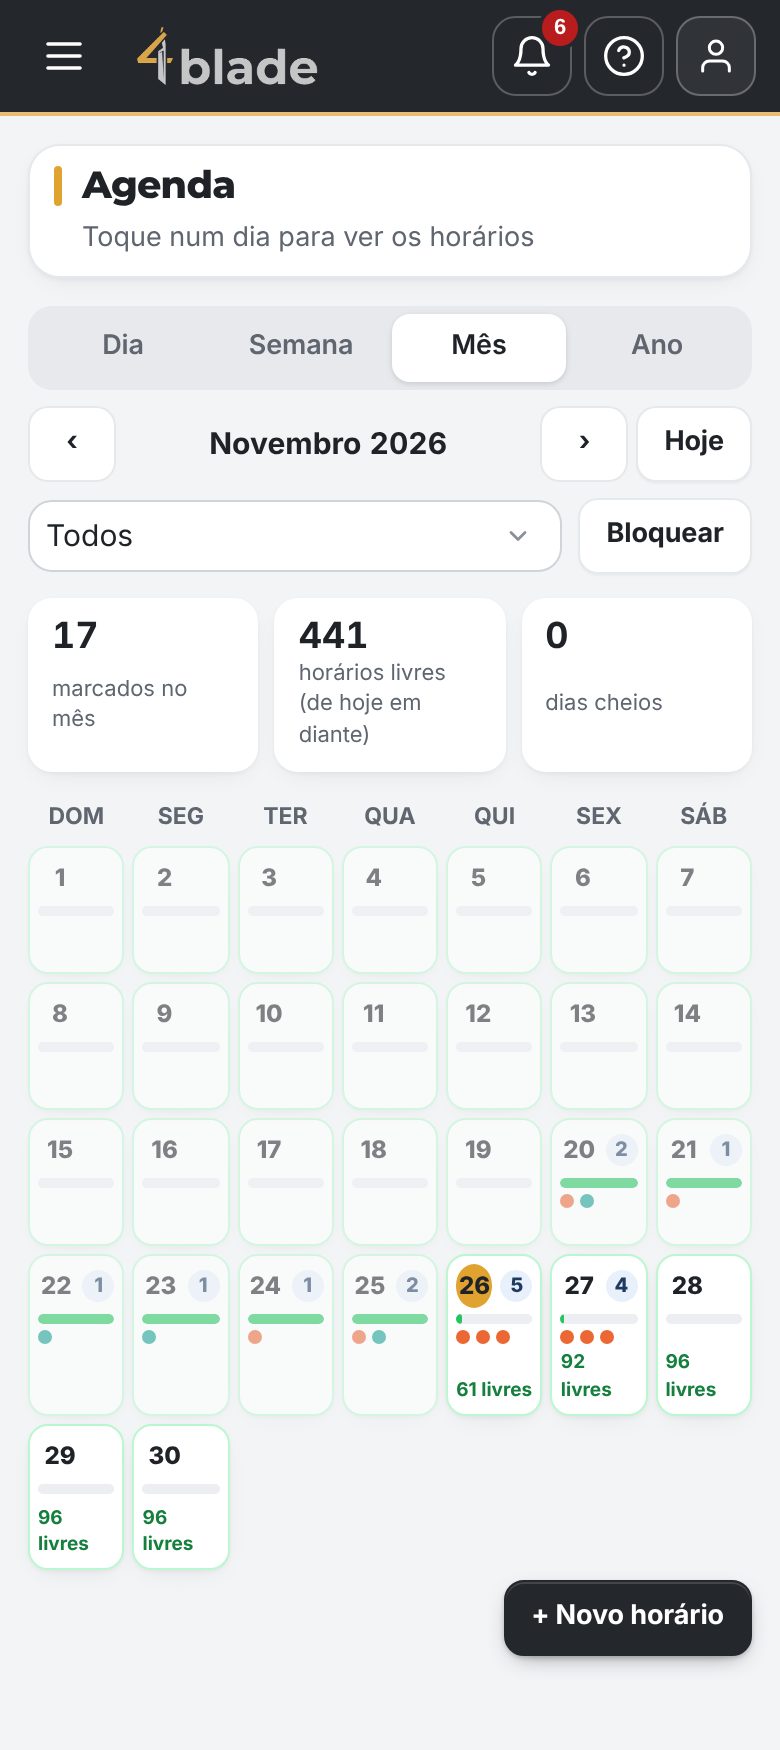 6
4blade
Agenda
Toque num dia para ver os horários
Dia Semana Mês Ano
‹ Novembro 2026 › Hoje
Todos Bloquear
17 441 0
marcados no mês
horários livres (de hoje em diante)
dias cheios
DOM SEG TER QUA QUI SEX SÁB
1 2 3 4 5 6 7
8 9 10 11 12 13 14
15 16 17 18 19 20 2 21 1
22 1 23 1 24 1 25 2 26 5 27 4 28
61 livres 92 livres 96 livres
29 30
96 livres 96 livres
+ Novo horário